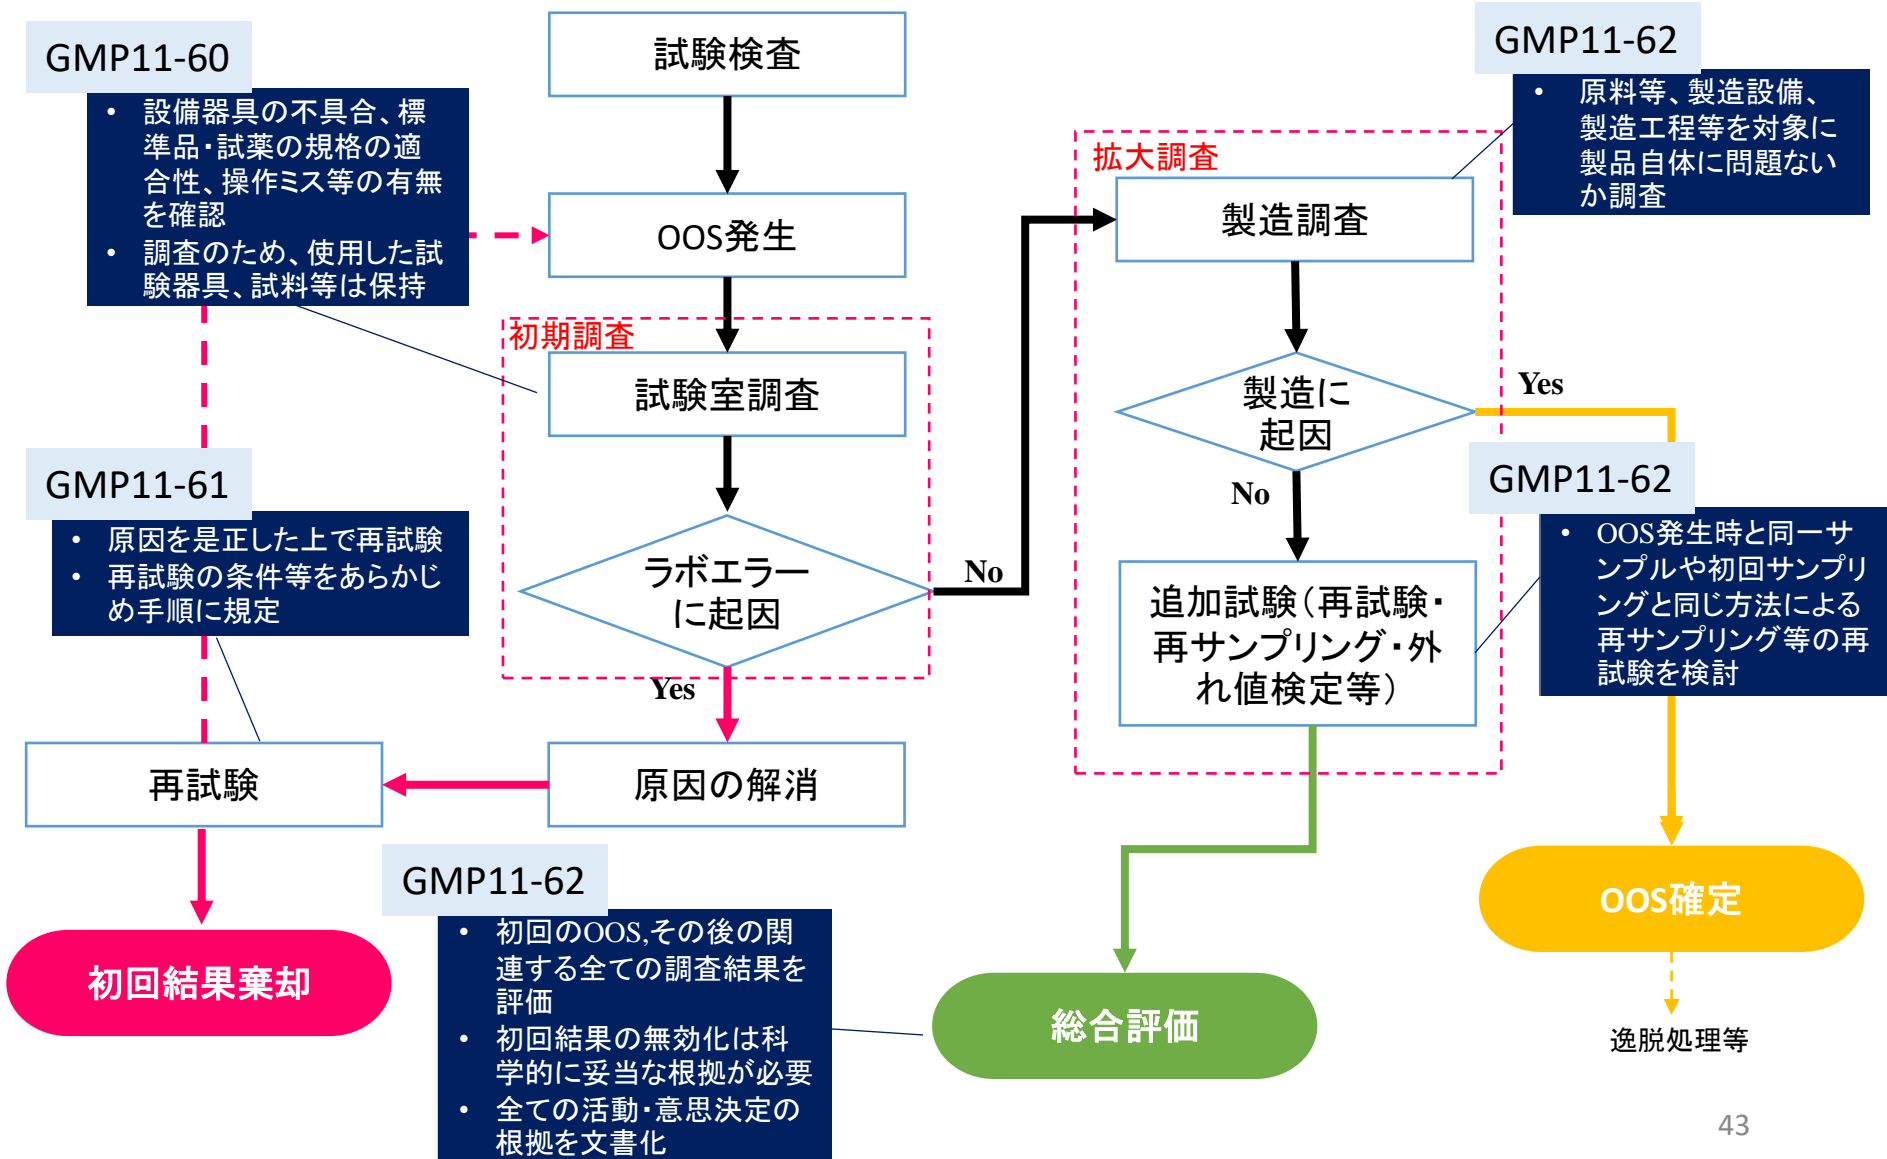 GMP11-60
• 設備器具の不具合、標
準品・試薬の規格の適
合性、操作ミス等の有無
を確認
• 調査のため、使用した試
験器具、試料等は保持
試験検査
OOS発生
初期調査
試験室調査
ラボエラー
に起因
No
Yes
原因の解消
GMP11-61
• 原因を是正した上で再試験
• 再試験の条件等をあらかじ
め手順に規定
再試験
初回結果棄却
GMP11-62
• 原料等、製造設備、
製造工程等を対象に
製品自体に問題ない
か調査
拡大調査
製造調査
製造に
起因
Yes
No
追加試験（再試験・
再サンプリング・外
れ値検定等）
GMP11-62
• OOS発生時と同一サ
ンプルや初回サンプリ
ングと同じ方法による
再サンプリング等の再
試験を検討
GMP11-62
• 初回のOOS,その後の関
連する全ての調査結果を
評価
• 初回結果の無効化は科
学的に妥当な根拠が必要
• 全ての活動・意思決定の
根拠を文書化
総合評価
OOS確定
逸脱処理等
43